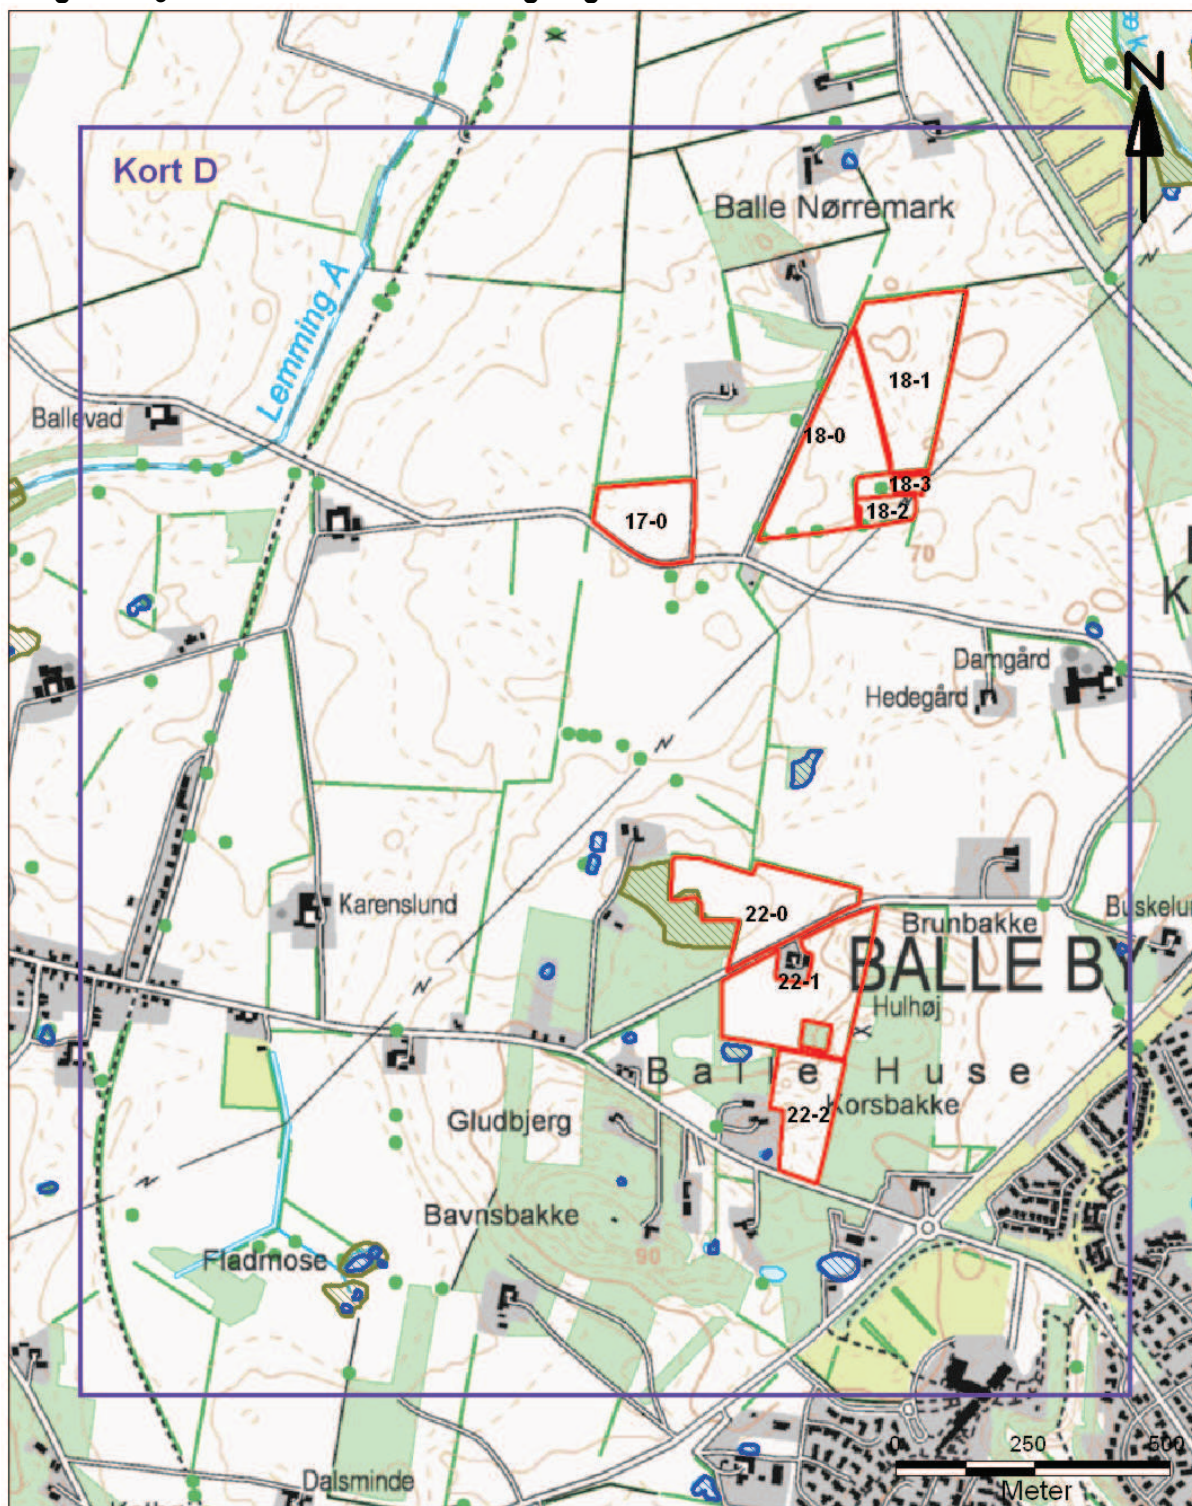 Kort D
Balle Nørremark
Lemming Å
Ballevad
18-1
18-0
18-3
18-2
17-0
70
Damgård
Hedegård
Karenslund
22-0
Brunbakke
BALLE BY
22-1
Hulhøj
Balle Huse
Korsbakke
22-2
Gludbjerg
Bavnsbakke
Fladmose
90
N
0 250 500
Meter
Dalsminde